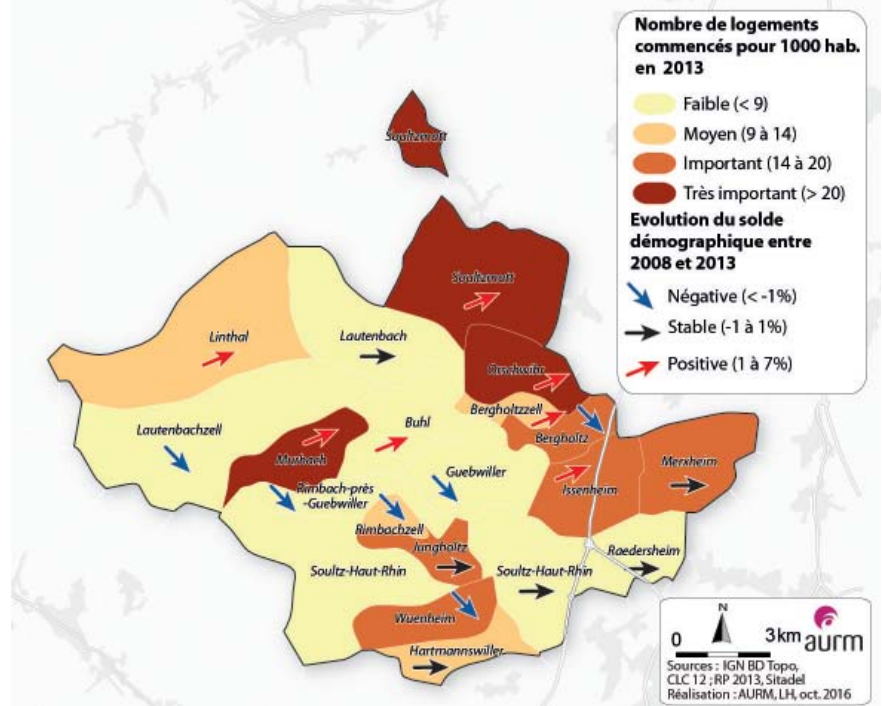 Nombre de logements
commencés pour 1000 hab.
en 2013
Faible (< 9)
Moyen (9 à 14)
Important (14 à 20)
Très important (> 20)
Evolution du solde
démographique entre
2008 et 2013
Négative (< -1%)
Stable (-1 à 1%)
Positive (1 à 7%)
Soultzmatt
Soultzmatt
Linthal
Lautenbach
Orschwihr
Bergholtzzell
Bergholtz
Lautenbachzell
Buhl
Murbach
Guebwiller
Issenheim
Merxheim
Rimbach-près
-Guebwiller
Rimbachzell
Jungholtz
Soultz-Haut-Rhin
Soultz-Haut-Rhin
Raedersheim
Wuenheim
Hartmannswiller
N
0 3 km
aurm
Sources : IGN BD Topo,
CLC 12 ; RP 2013, Sitadel
Réalisation : AURM, LH, oct. 2016